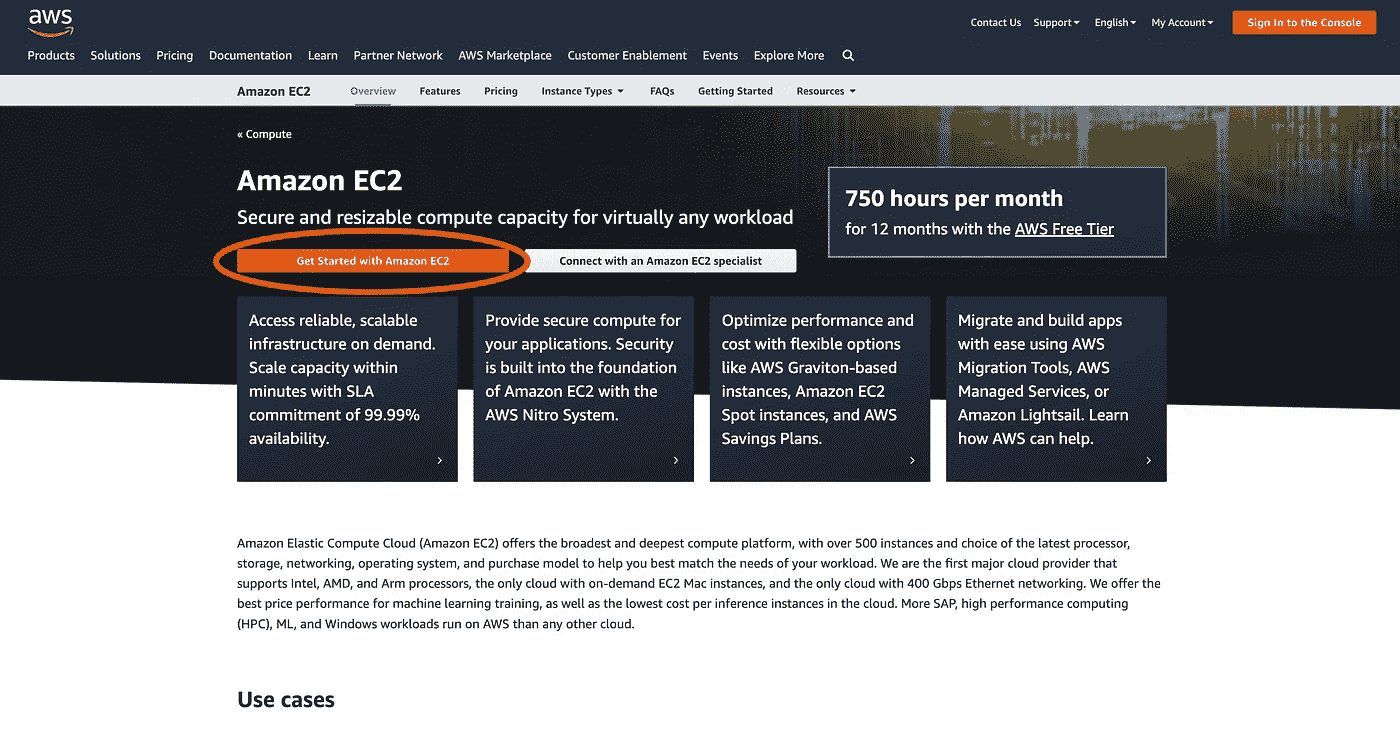 aws
Contact Us Support English My Account Sign In to the Console
Products Solutions Pricing Documentation Learn Partner Network AWS Marketplace Customer Enablement Events Explore More
Amazon EC2 Overview Features Pricing Instance Types FAQs Getting Started Resources
« Compute
Amazon EC2
Secure and resizable compute capacity for virtually any workload
Get Started with Amazon EC2
Connect with an Amazon EC2 specialist
750 hours per month
for 12 months with the AWS Free Tier
Access reliable, scalable
infrastructure on demand.
Scale capacity within
minutes with SLA
commitment of 99.99%
availability.
Provide secure compute for
your applications. Security
is built into the foundation
of Amazon EC2 with the
AWS Nitro System.
Optimize performance and
cost with flexible options
like AWS Graviton-based
instances, Amazon EC2
Spot instances, and AWS
Savings Plans.
Migrate and build apps
with ease using AWS
Migration Tools, AWS
Managed Services, or
Amazon Lightsail. Learn
how AWS can help.
Amazon Elastic Compute Cloud (Amazon EC2) offers the broadest and deepest compute platform, with over 500 instances and choice of the latest processor,
storage, networking, operating system, and purchase model to help you best match the needs of your workload. We are the first major cloud provider that
supports Intel, AMD, and Arm processors, the only cloud with on-demand EC2 Mac instances, and the only cloud with 400 Gbps Ethernet networking. We offer the
best price performance for machine learning training, as well as the lowest cost per inference instances in the cloud. More SAP, high performance computing
(HPC), ML, and Windows workloads run on AWS than any other cloud.
Use cases